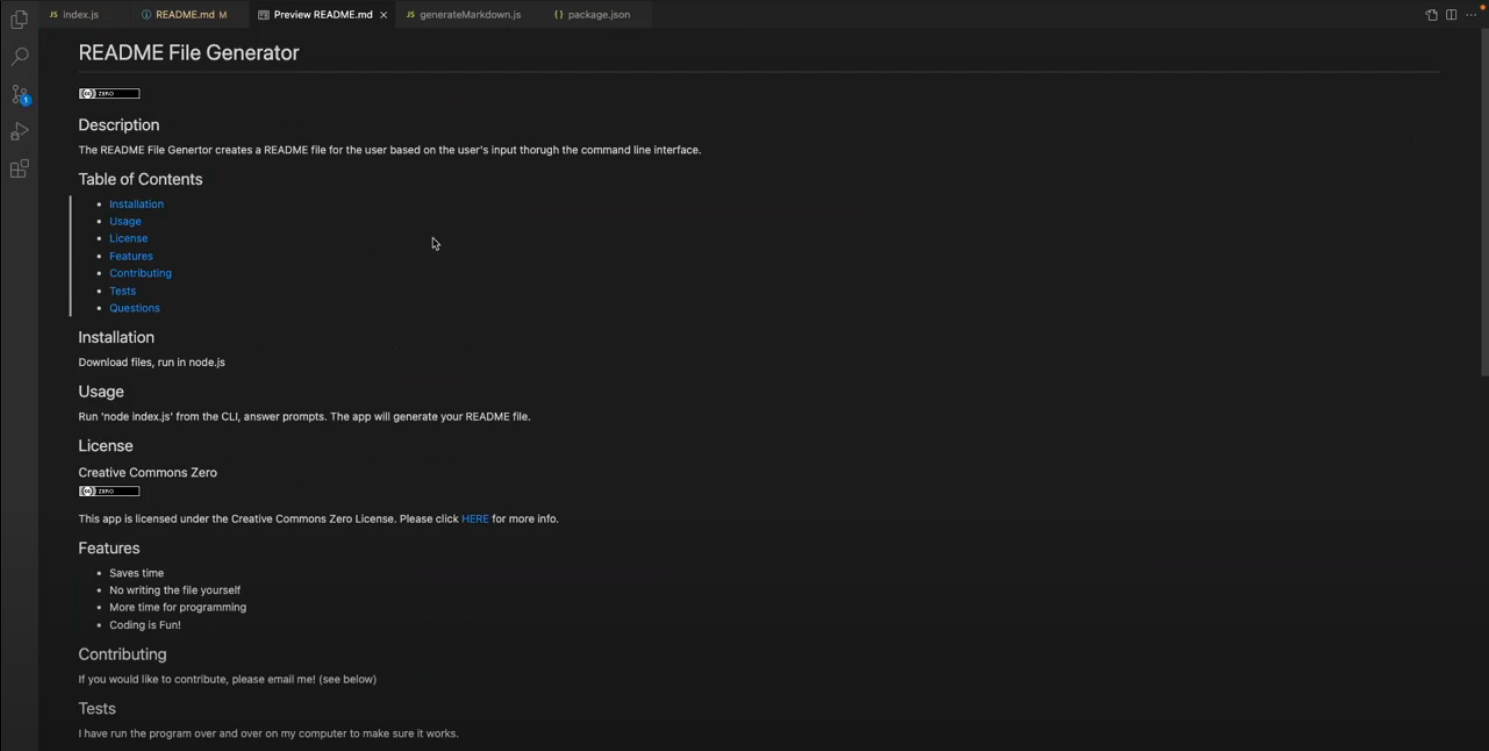 JS index.js README.md M Preview README.md JS generateMarkdown.js {} package.json
README File Generator
cc ZERO
Description
The README File Genertor creates a README file for the user based on the user's input thorugh the command line interface.
Table of Contents
Installation
Usage
License
Features
Contributing
Tests
Questions
Installation
Download files, run in node.js
Usage
Run 'node index.js' from the CLI, answer prompts. The app will generate your README file.
License
Creative Commons Zero
cc ZERO
This app is licensed under the Creative Commons Zero License. Please click HERE for more info.
Features
Saves time
No writing the file yourself
More time for programming
Coding is Fun!
Contributing
If you would like to contribute, please email me! (see below)
Tests
I have run the program over and over on my computer to make sure it works.
1